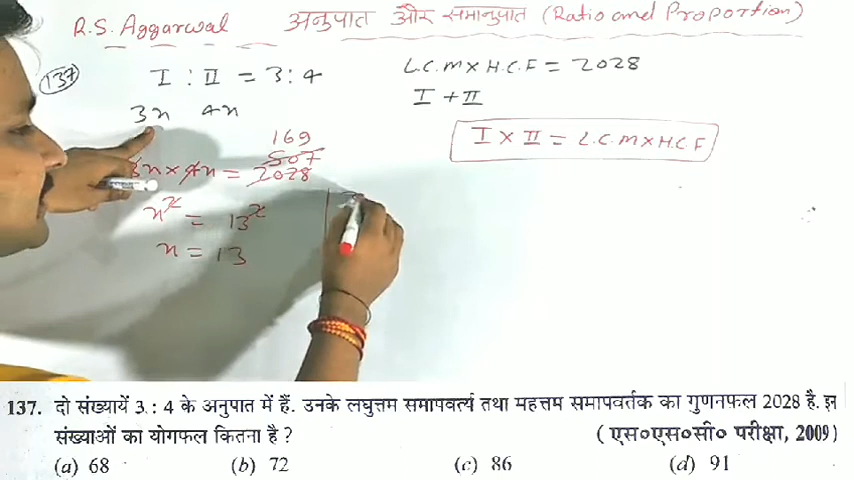 R.S. Aggarwal अनुपात और समानुपात (Ratio and Proportion)
137 I : II = 3 : 4
3x 4x
L.C.M × H.C.F = 2028
I + II
I × II = L.C.M × H.C.F
169
507
3x × 4x = 2028
x² = 13²
x = 13
137. दो संख्यायें 3 : 4 के अनुपात में हैं. उनके लघुत्तम समापवर्त्य तथा महत्तम समापवर्तक का गुणनफल 2028 है. इन
संख्याओं का योगफल कितना है ?
( एस०एस०सी० परीक्षा, 2009 )
(a) 68 (b) 72 (c) 86 (d) 91